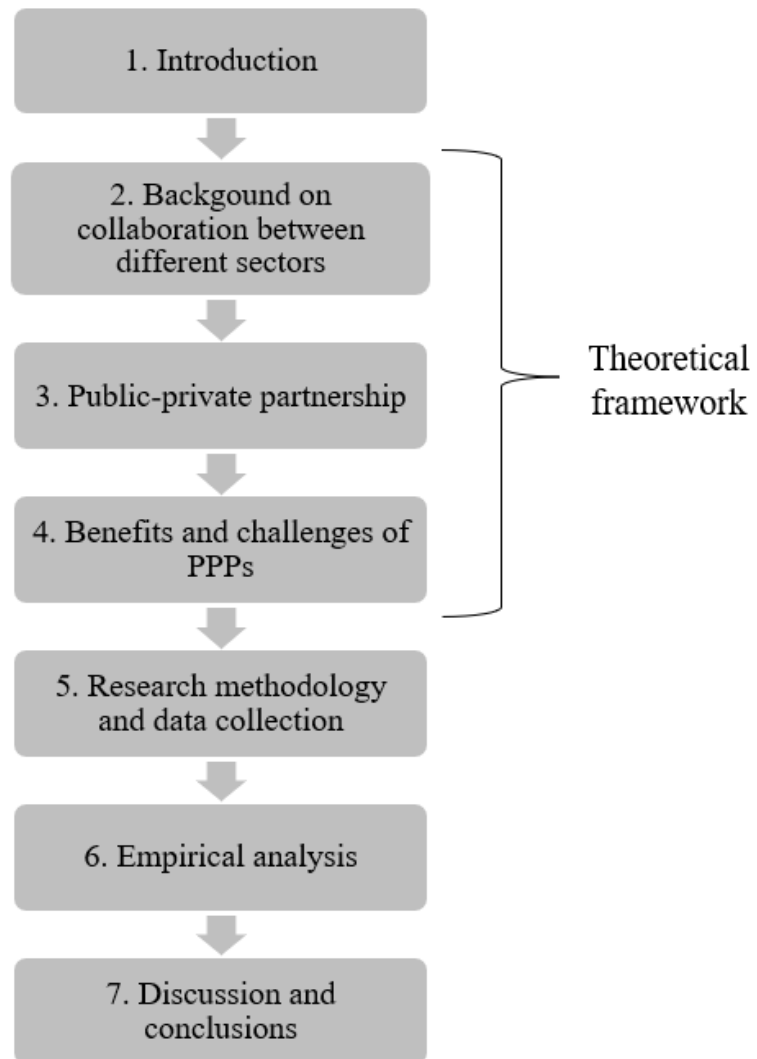 1. Introduction
2. Backgound on
collaboration between
different sectors
3. Public-private partnership
4. Benefits and challenges of
PPPs
5. Research methodology
and data collection
6. Empirical analysis
7. Discussion and
conclusions
Theoretical
framework